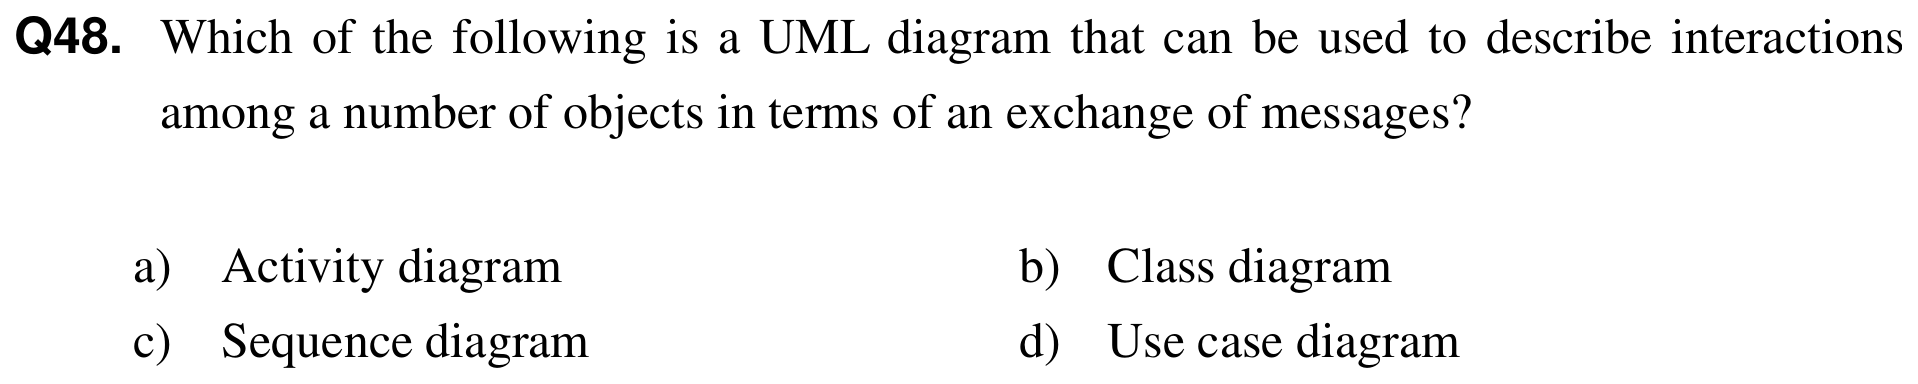 Q48. Which of the following is a UML diagram that can be used to describe interactions
among a number of objects in terms of an exchange of messages?
a) Activity diagram b) Class diagram
c) Sequence diagram d) Use case diagram